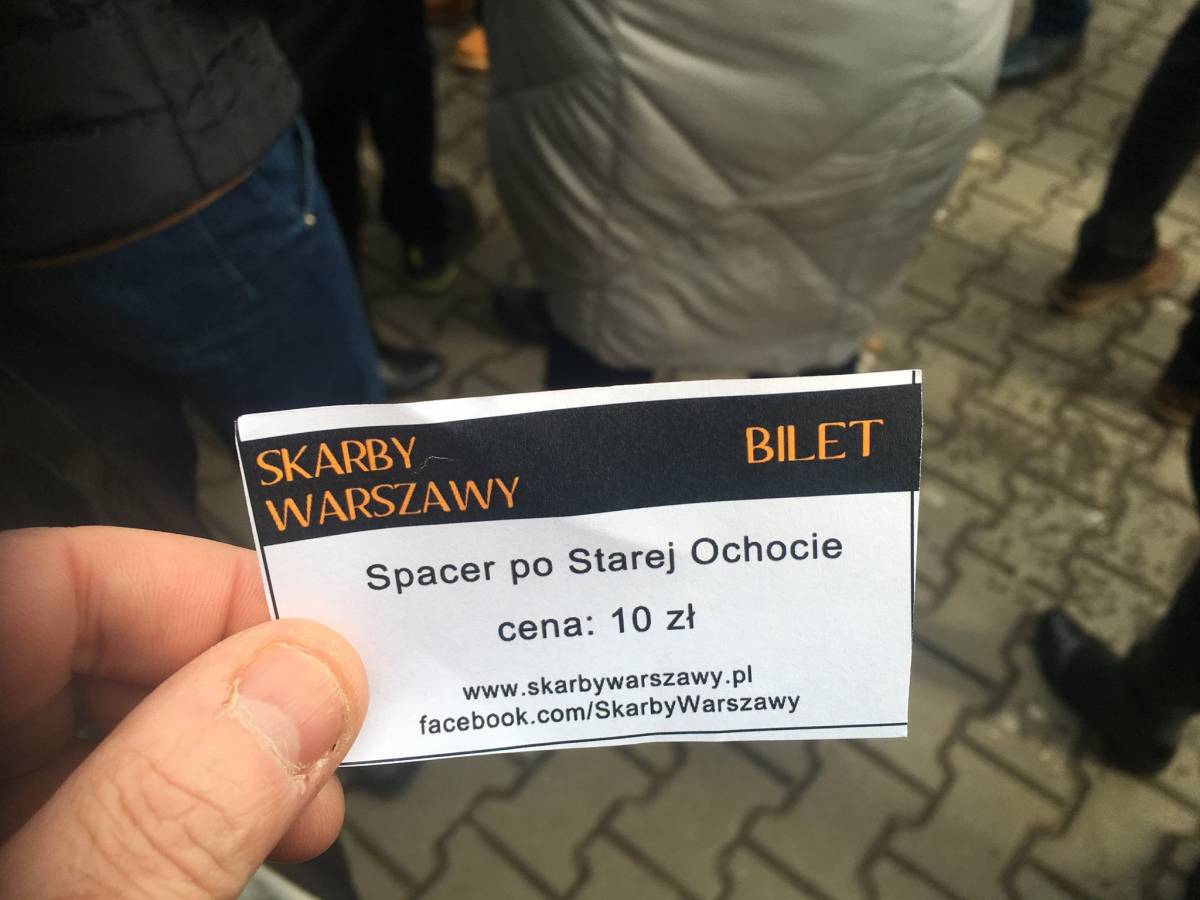 SKARBY
WARSZAWY
BILET
Spacer po Starej Ochocie
cena: 10 zł
www.skarbywarszawy.pl
facebook.com/SkarbyWarszawy